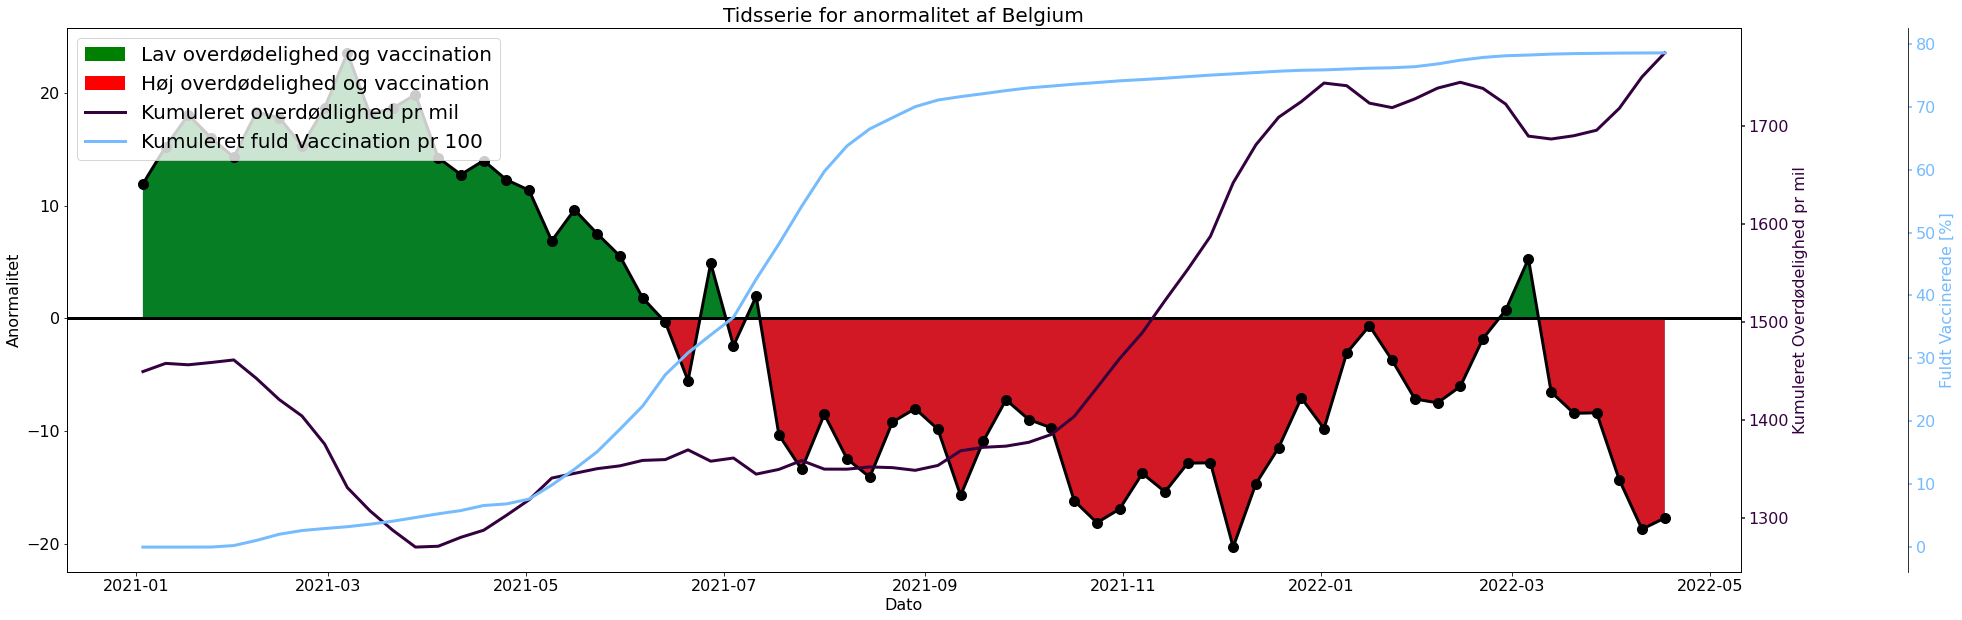 Tidsserie for anormalitet af Belgium
Lav overdødelighed og vaccination
Høj overdødelighed og vaccination
Kumuleret overdødlighed pr mil
Kumuleret fuld Vaccination pr 100
Anormalitet
20
10
0
−10
−20
2021-01 2021-03 2021-05 2021-07 2021-09 2021-11 2022-01 2022-03 2022-05
Dato
1700
1600
1500
1400
1300
Kumuleret Overdødelighed pr mil
80
70
60
50
40
30
20
10
0
Fuldt Vaccinerede [%]